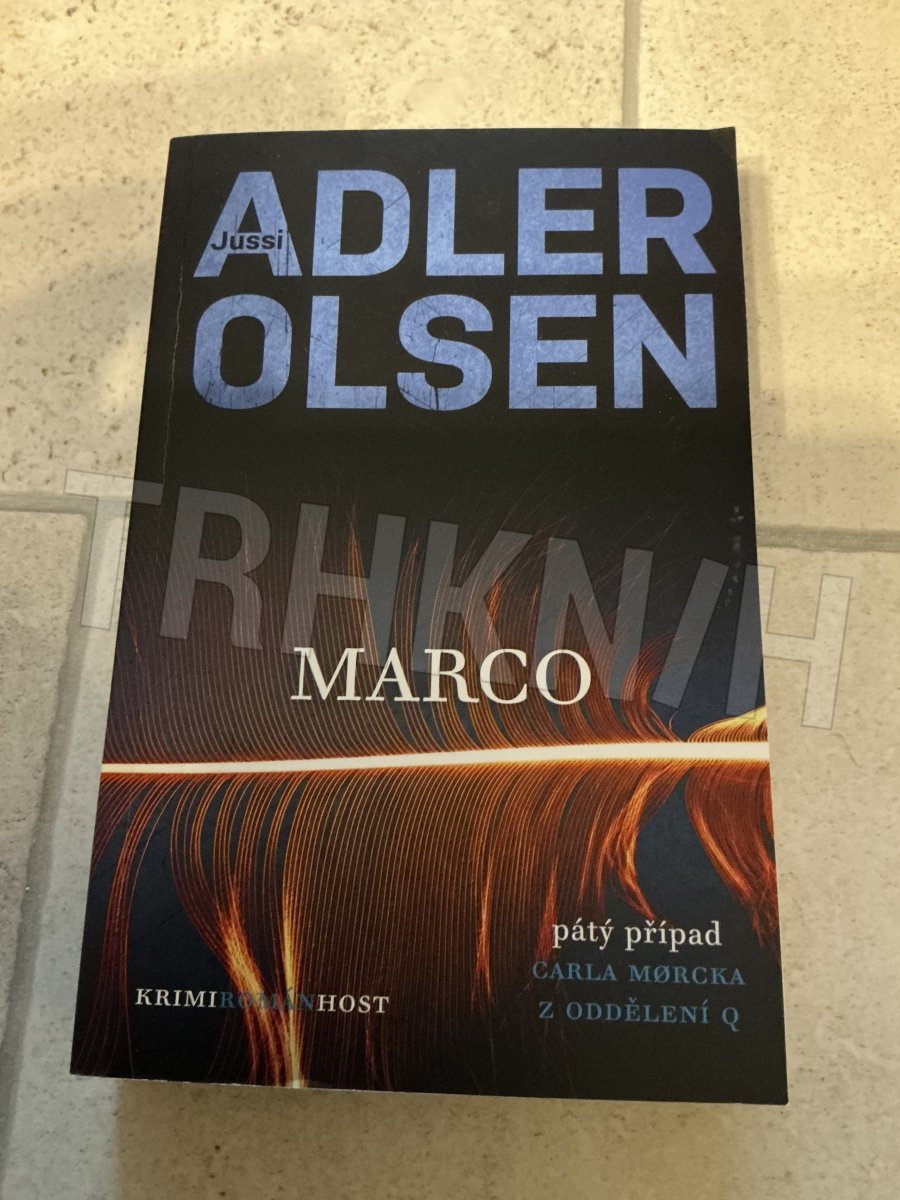 ADLER
Jussi
OLSEN
TRHKNIH
MARCO
pátý případ
CARLA MØRCKA
Z ODDĚLENÍ Q
KRIMIROMÁNHOST